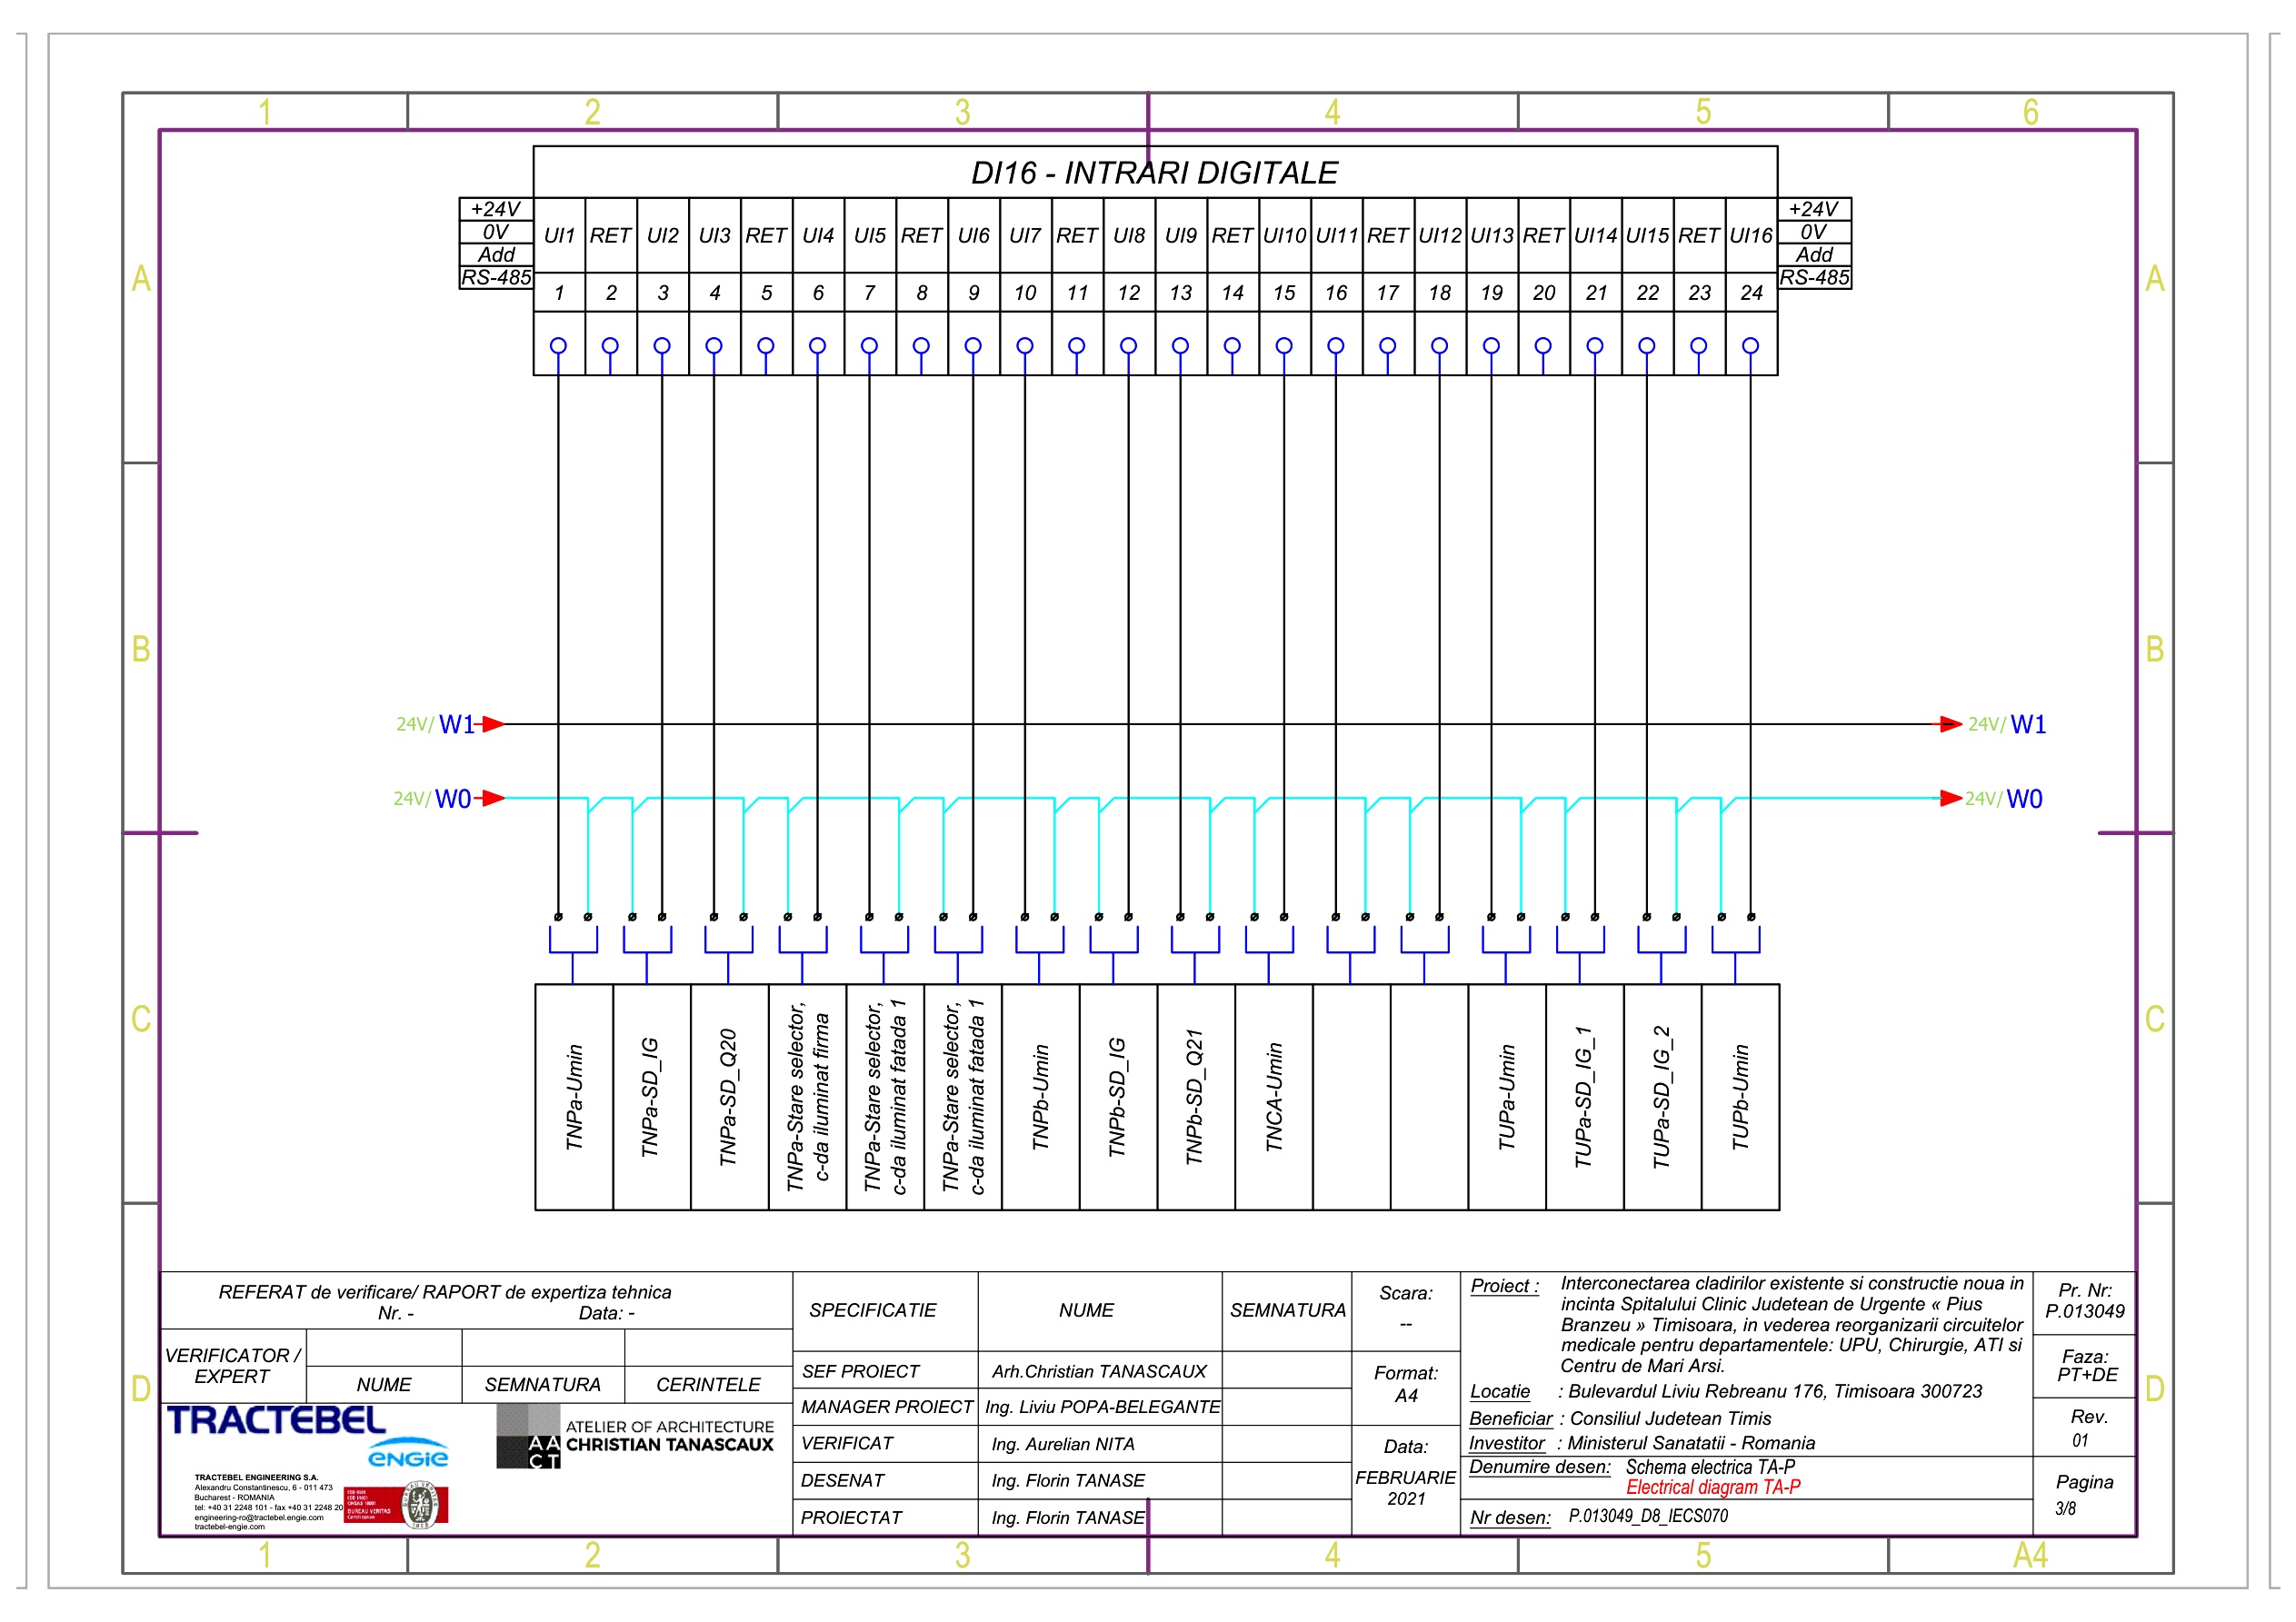 1 2 3 4 5 6
DI16 - INTRARI DIGITALE
+24V
0V
Add
RS-485
UI1 RET UI2 UI3 RET UI4 UI5 RET UI6 UI7 RET UI8 UI9 RET UI10 UI11 RET UI12 UI13 RET UI14 UI15 RET UI16
1 2 3 4 5 6 7 8 9 10 11 12 13 14 15 16 17 18 19 20 21 22 23 24
+24V
0V
Add
RS-485
A A
B B
24V/ W1 24V/ W1
24V/ W0 24V/ W0
C C
TNPa-Umin
TNPa-SD_IG
TNPa-SD_Q20
TNPa-Stare selector,
c-da iluminat firma
TNPa-Stare selector,
c-da iluminat fatada 1
TNPa-Stare selector,
c-da iluminat fatada 1
TNPb-Umin
TNPb-SD_IG
TNPb-SD_Q21
TNCA-Umin
TUPa-Umin
TUPa-SD_IG_1
TUPa-SD_IG_2
TUPb-Umin
D D
REFERAT de verificare/ RAPORT de expertiza tehnica
Nr. - Data: -
VERIFICATOR /
EXPERT
NUME SEMNATURA CERINTELE
TRACTEBEL
ENGIE
TRACTEBEL ENGINEERING S.A.
Alexandru Constantinescu, 6 - 011 473
Bucharest - ROMANIA
tel: +40 31 2248 101 - fax +40 31 2248 20
engineering-ro@tractebel.engie.com
tractebel-engie.com
BUREAU VERITAS
AA
CT
ATELIER OF ARCHITECTURE
CHRISTIAN TANASCAUX
SPECIFICATIE NUME SEMNATURA
SEF PROIECT Arh.Christian TANASCAUX
MANAGER PROIECT Ing. Liviu POPA-BELEGANTE
VERIFICAT Ing. Aurelian NITA
DESENAT Ing. Florin TANASE
PROIECTAT Ing. Florin TANASE
Scara:
--
Format:
A4
Data:
FEBRUARIE
2021
Proiect : Interconectarea cladirilor existente si constructie noua in
incinta Spitalului Clinic Judetean de Urgente « Pius
Branzeu » Timisoara, in vederea reorganizarii circuitelor
medicale pentru departamentele: UPU, Chirurgie, ATI si
Centru de Mari Arsi.
Locatie : Bulevardul Liviu Rebreanu 176, Timisoara 300723
Beneficiar : Consiliul Judetean Timis
Investitor : Ministerul Sanatatii - Romania
Denumire desen: Schema electrica TA-P
Electrical diagram TA-P
Nr desen: P.013049_D8_IECS070
Pr. Nr:
P.013049
Faza:
PT+DE
Rev.
01
Pagina
3/8
1 2 3 4 5 A4